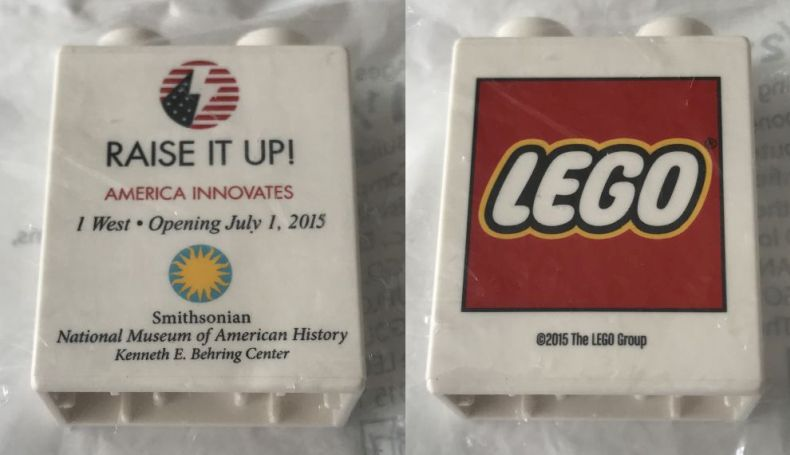 RAISE IT UP!
AMERICA INNOVATES
1 West • Opening July 1, 2015
Smithsonian
National Museum of American History
Kenneth E. Behring Center
LEGO®
©2015 The LEGO Group